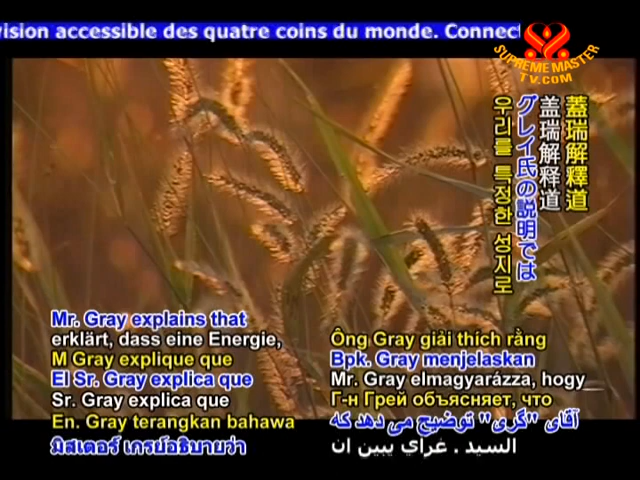 vision accessible des quatre coins du monde. Connect
SUPREME MASTER
TV.COM
蓋瑞解釋道
盖瑞解释道
グレイ氏の説明では
우리를 특정한 성지로
Mr. Gray explains that
erklärt, dass eine Energie,
M Gray explique que
El Sr. Gray explica que
Sr. Gray explica que
En. Gray terangkan bahawa
มิสเตอร์ เกรย์อธิบายว่า
Ông Gray giải thích rằng
Bpk. Gray menjelaskan
Mr. Gray elmagyarázza, hogy
Г-н Грей объясняет, что
آقای "گری" توضیح می دهد که
السيد . غراي يبين ان